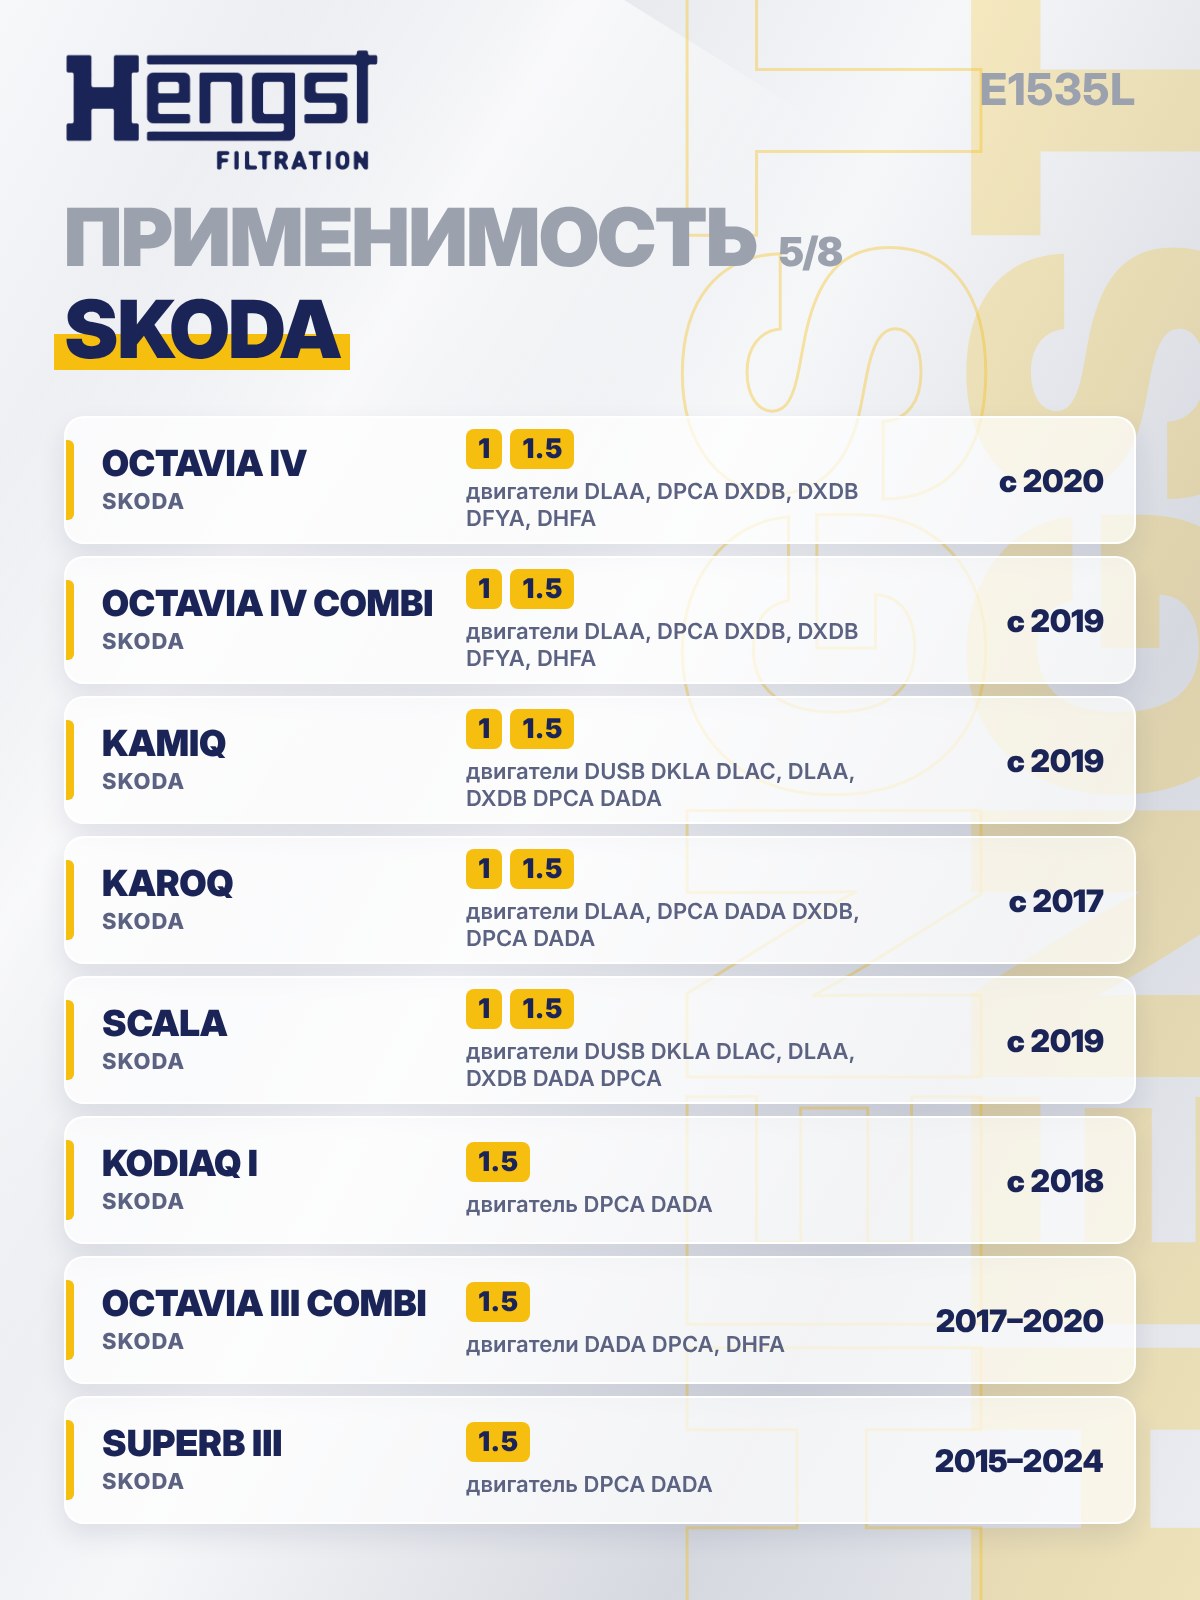 Hengst
FILTRATION
E1535L
ПРИМЕНИМОСТЬ 5/8
SKODA
OCTAVIA IV
SKODA
1 1.5
двигатели DLAA, DPCA DXDB, DXDB
DFYA, DHFA
с 2020
OCTAVIA IV COMBI
SKODA
1 1.5
двигатели DLAA, DPCA DXDB, DXDB
DFYA, DHFA
с 2019
KAMIQ
SKODA
1 1.5
двигатели DUSB DKLA DLAC, DLAA,
DXDB DPCA DADA
с 2019
KAROQ
SKODA
1 1.5
двигатели DLAA, DPCA DADA DXDB,
DPCA DADA
с 2017
SCALA
SKODA
1 1.5
двигатели DUSB DKLA DLAC, DLAA,
DXDB DADA DPCA
с 2019
KODIAQ I
SKODA
1.5
двигатель DPCA DADA
с 2018
OCTAVIA III COMBI
SKODA
1.5
двигатели DADA DPCA, DHFA
2017–2020
SUPERB III
SKODA
1.5
двигатель DPCA DADA
2015–2024
HENGST
HENGST